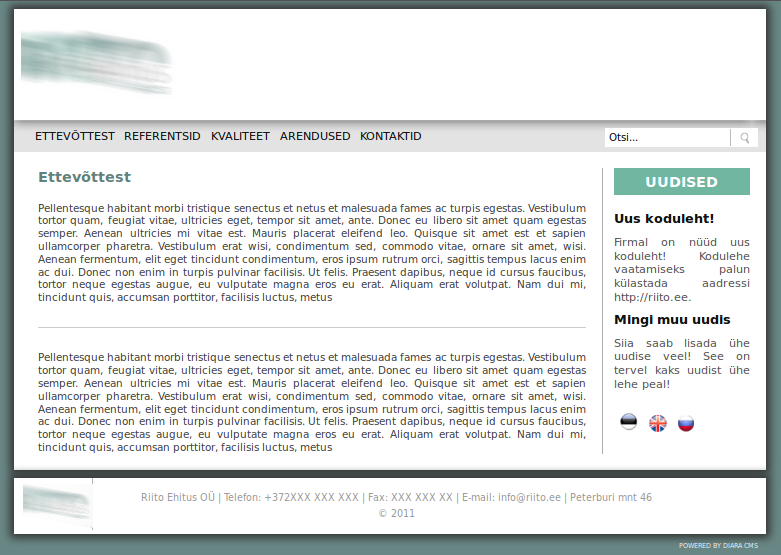 ETTEVÕTTEST REFERENTSID KVALITEET ARENDUSED KONTAKTID
Otsi...
Ettevõttest
Pellentesque habitant morbi tristique senectus et netus et malesuada fames ac turpis egestas. Vestibulum
tortor quam, feugiat vitae, ultricies eget, tempor sit amet, ante. Donec eu libero sit amet quam egestas
semper. Aenean ultricies mi vitae est. Mauris placerat eleifend leo. Quisque sit amet est et sapien
ullamcorper pharetra. Vestibulum erat wisi, condimentum sed, commodo vitae, ornare sit amet, wisi.
Aenean fermentum, elit eget tincidunt condimentum, eros ipsum rutrum orci, sagittis tempus lacus enim
ac dui. Donec non enim in turpis pulvinar facilisis. Ut felis. Praesent dapibus, neque id cursus faucibus,
tortor neque egestas augue, eu vulputate magna eros eu erat. Aliquam erat volutpat. Nam dui mi,
tincidunt quis, accumsan porttitor, facilisis luctus, metus
Pellentesque habitant morbi tristique senectus et netus et malesuada fames ac turpis egestas. Vestibulum
tortor quam, feugiat vitae, ultricies eget, tempor sit amet, ante. Donec eu libero sit amet quam egestas
semper. Aenean ultricies mi vitae est. Mauris placerat eleifend leo. Quisque sit amet est et sapien
ullamcorper pharetra. Vestibulum erat wisi, condimentum sed, commodo vitae, ornare sit amet, wisi.
Aenean fermentum, elit eget tincidunt condimentum, eros ipsum rutrum orci, sagittis tempus lacus enim
ac dui. Donec non enim in turpis pulvinar facilisis. Ut felis. Praesent dapibus, neque id cursus faucibus,
tortor neque egestas augue, eu vulputate magna eros eu erat. Aliquam erat volutpat. Nam dui mi,
tincidunt quis, accumsan porttitor, facilisis luctus, metus
UUDISED
Uus koduleht!
Firmal on nüüd uus
koduleht! Kodulehe
vaatamiseks palun
külastada aadressi
http://riito.ee.
Mingi muu uudis
Siia saab lisada ühe
uudise veel! See on
tervel kaks uudist ühe
lehe peal!
Riito Ehitus OÜ | Telefon: +372XXX XXX XXX | Fax: XXX XXX XX | E-mail: info@riito.ee | Peterburi mnt 46
© 2011
POWERED BY DIARA CMS